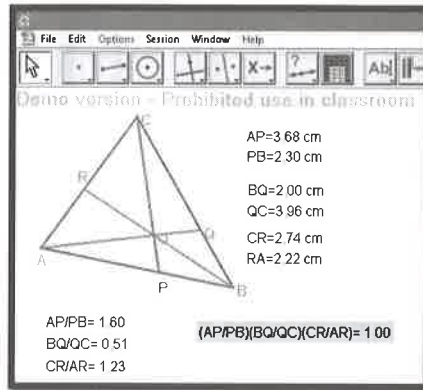 File Edit Options Session Window Help
X→ ? Ab|
Demo version - Prohibited use in classroom
C
R
Q
A
P
B
AP=3.68 cm
PB=2.30 cm
BQ=2.00 cm
QC=3.96 cm
CR=2.74 cm
RA=2.22 cm
AP/PB= 1.60
BQ/QC= 0.51
CR/AR= 1.23
(AP/PB)(BQ/QC)(CR/AR)= 1.00